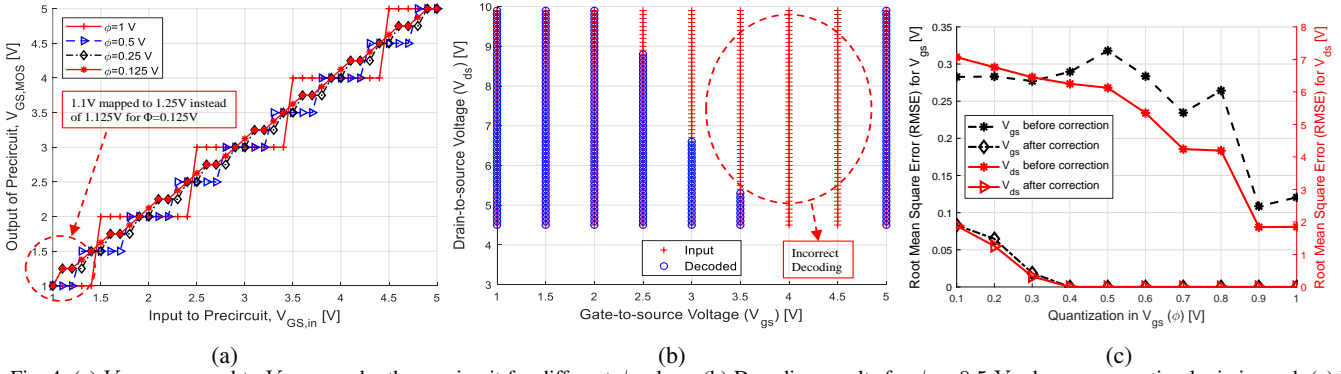 Output of Precircuit, V_GS,MOS [V]
5
4.5
4
3.5
3
2.5
2
1.5
1
ϕ=1 V
ϕ=0.5 V
ϕ=0.25 V
ϕ=0.125 V
1.1V mapped to 1.25V instead
of 1.125V for Φ=0.125V
1 1.5 2 2.5 3 3.5 4 4.5 5
Input to Precircuit, V_GS,in [V]
(a)
Drain-to-source Voltage (V_ds) [V]
10
9
8
7
6
5
4
3
Input
Decoded
Incorrect
Decoding
1 1.5 2 2.5 3 3.5 4 4.5 5
Gate-to-source Voltage (V_gs) [V]
(b)
Root Mean Square Error (RMSE) for V_gs [V]
0.4
0.35
0.3
0.25
0.2
0.15
0.1
0.05
0
V_gs before correction
V_gs after correction
V_ds before correction
V_ds after correction
0.1 0.2 0.3 0.4 0.5 0.6 0.7 0.8 0.9 1
Quantization in V_gs (ϕ) [V]
8
7
6
5
4
3
2
1
0
Root Mean Square Error (RMSE) for V_ds [V]
(c)